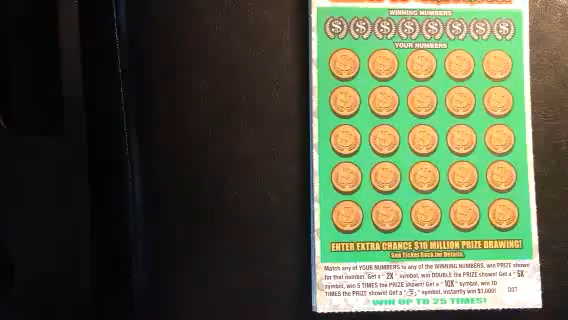 WINNING NUMBERS
YOUR NUMBERS
ENTER EXTRA CHANCE $10 MILLION PRIZE DRAWING!
See Ticket Back for Details.
Match any of YOUR NUMBERS to any of the WINNING NUMBERS, win PRIZE shown
for that number. Get a "2X" symbol, win DOUBLE the PRIZE shown! Get a "5X"
symbol, win 5 TIMES the PRIZE shown! Get a "10X" symbol, win 10
TIMES the PRIZE shown! Get a " " symbol, instantly win $1,000! 007
WIN UP TO 25 TIMES!